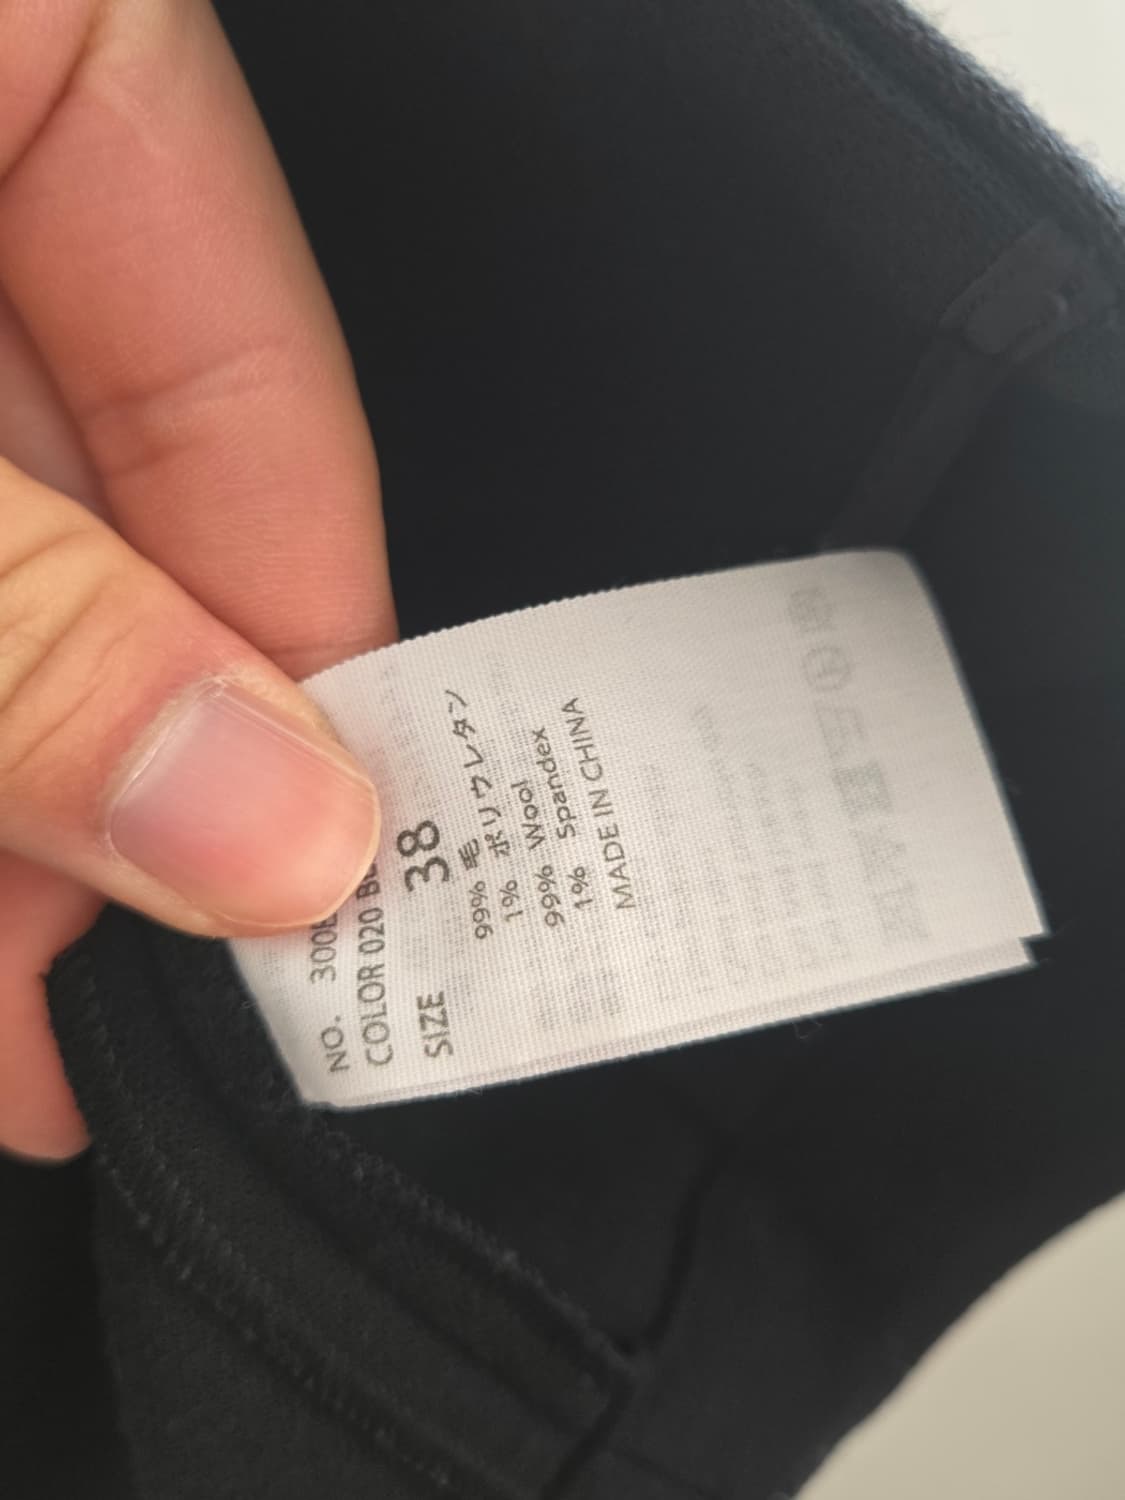 NO. 300
COLOR 020
SIZE 38
99% 毛
1% ポリウレタン
99% Wool
1% Spandex
MADE IN CHINA